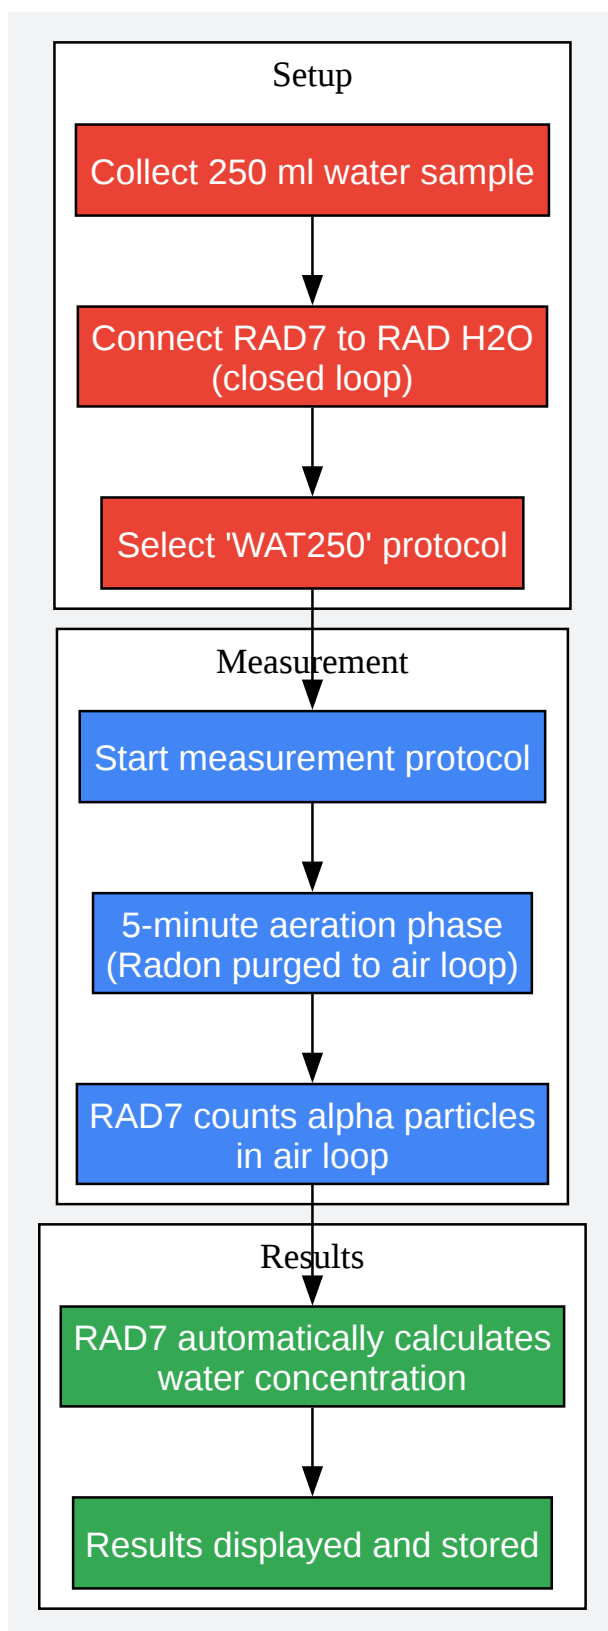 Setup
Collect 250 ml water sample
Connect RAD7 to RAD H2O
(closed loop)
Select 'WAT250' protocol
Measurement
Start measurement protocol
5-minute aeration phase
(Radon purged to air loop)
RAD7 counts alpha particles
in air loop
Results
RAD7 automatically calculates
water concentration
Results displayed and stored